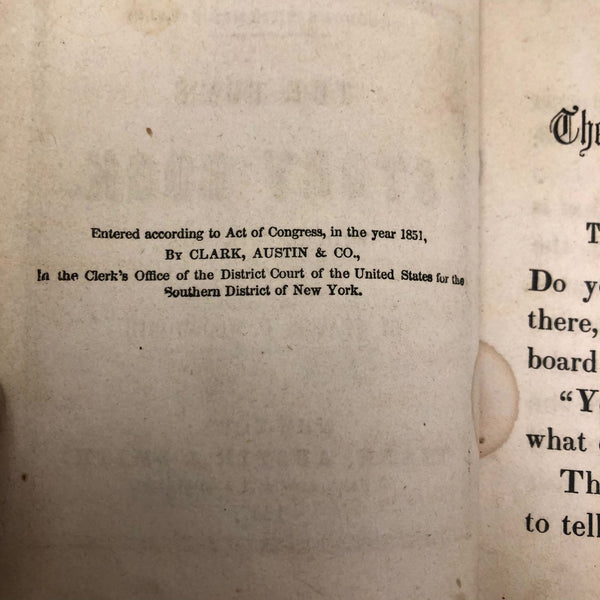 Entered according to Act of Congress, in the year 1851,
By CLARK, AUSTIN & CO.,
In the Clerk's Office of the District Court of the United States for the
Southern District of New York.
The
T
Do y
there,
board
"Y
what
Th
to tell